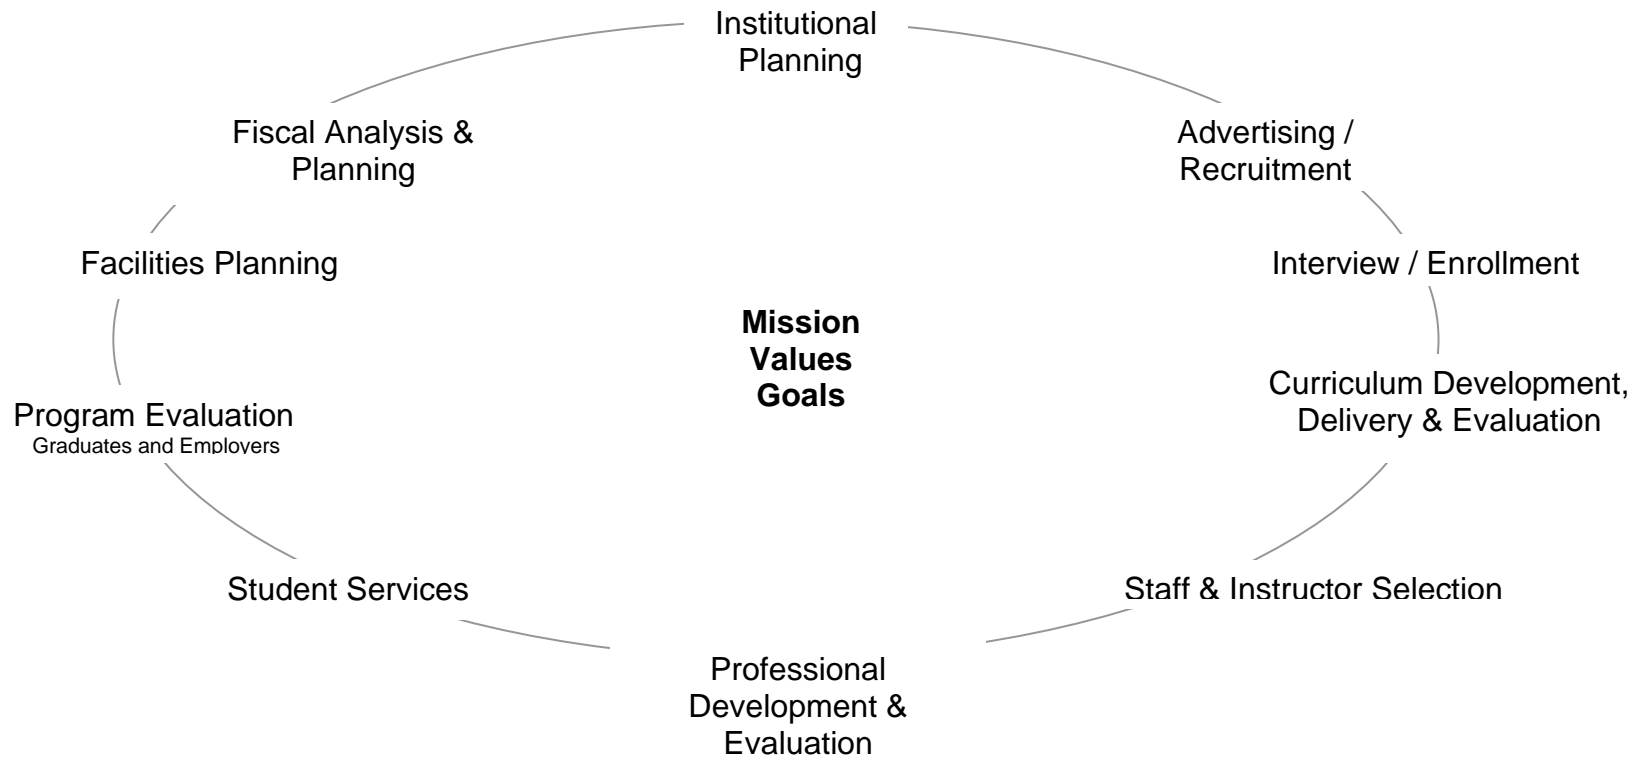 Institutional
Planning
Fiscal Analysis &
Planning
Advertising /
Recruitment
Facilities Planning
Interview / Enrollment
Mission
Values
Goals
Curriculum Development,
Delivery & Evaluation
Program Evaluation
Graduates and Employers
Student Services
Staff & Instructor Selection
Professional
Development &
Evaluation